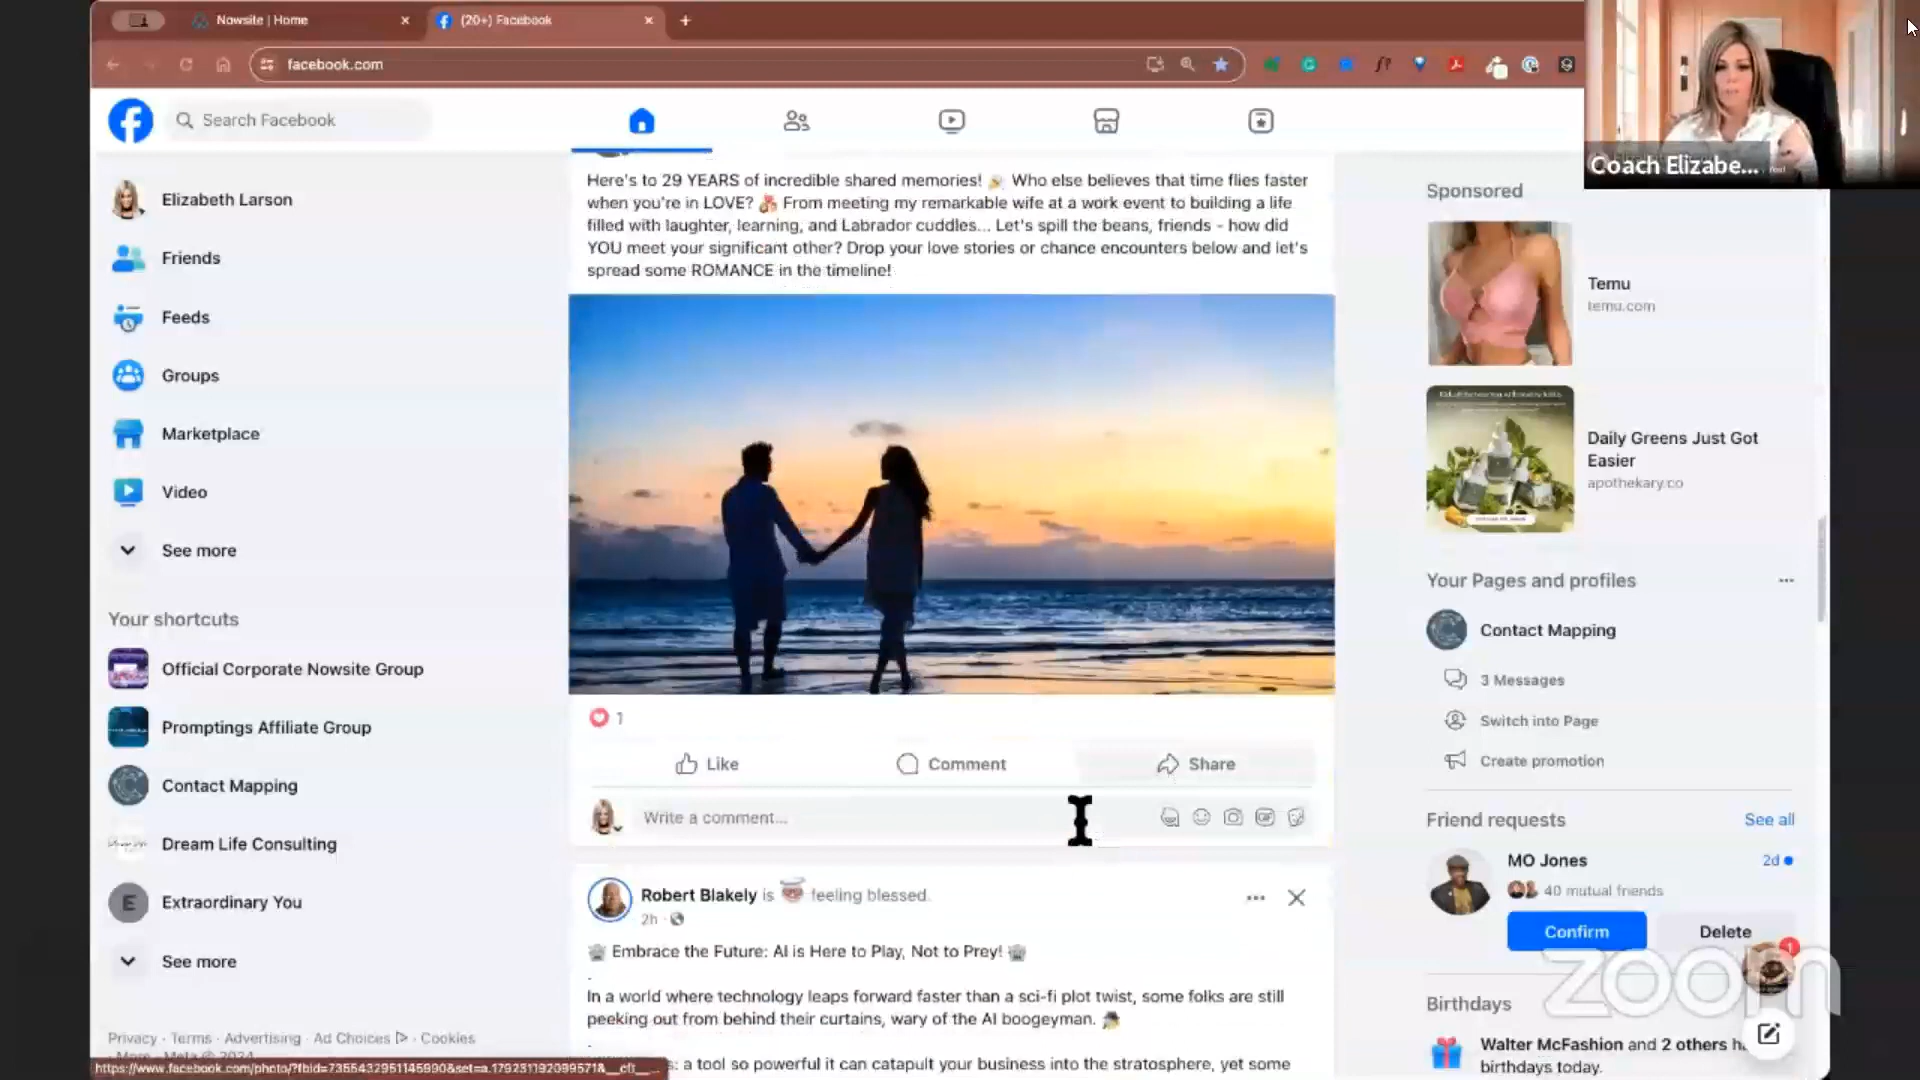 Nowsite | Home
(20+) Facebook
facebook.com
Search Facebook
Coach Elizabe...
Elizabeth Larson
Friends
Feeds
Groups
Marketplace
Video
See more
Your shortcuts
Official Corporate Nowsite Group
Promptings Affiliate Group
Contact Mapping
Dream Life Consulting
E
Extraordinary You
See more
Privacy · Terms · Advertising · Ad Choices · Cookies
· More · Meta © 2024
Here's to 29 YEARS of incredible shared memories! 🎉 Who else believes that time flies faster
when you're in LOVE? From meeting my remarkable wife at a work event to building a life
filled with laughter, learning, and Labrador cuddles... Let's spill the beans, friends - how did
YOU meet your significant other? Drop your love stories or chance encounters below and let's
spread some ROMANCE in the timeline!
1
Like
Comment
Share
Write a comment...
Robert Blakely is feeling blessed.
2h ·
Embrace the Future: AI is Here to Play, Not to Prey!
.
In a world where technology leaps forward faster than a sci-fi plot twist, some folks are still
peeking out from behind their curtains, wary of the AI boogeyman.
.
s: a tool so powerful it can catapult your business into the stratosphere, yet some
Sponsored
Temu
temu.com
Daily Greens Just Got
Easier
apothekary.co
Your Pages and profiles
Contact Mapping
3 Messages
Switch into Page
Create promotion
Friend requests
See all
MO Jones
2d
40 mutual friends
Confirm
Delete
1
zoom
Birthdays
Walter McFashion and 2 others h
birthdays today.